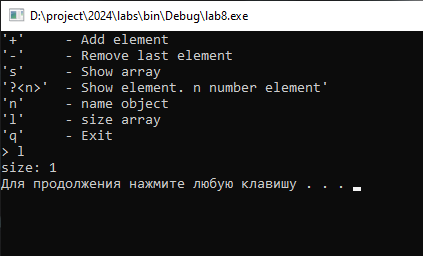 D:\project\2024\labs\bin\Debug\lab8.exe
'+'     - Add element
'-'     - Remove last element
's'     - Show array
'?<n>'  - Show element. n number element'
'n'     - name object
'l'     - size array
'q'     - Exit
> l
size: 1
Для продолжения нажмите любую клавишу . . .